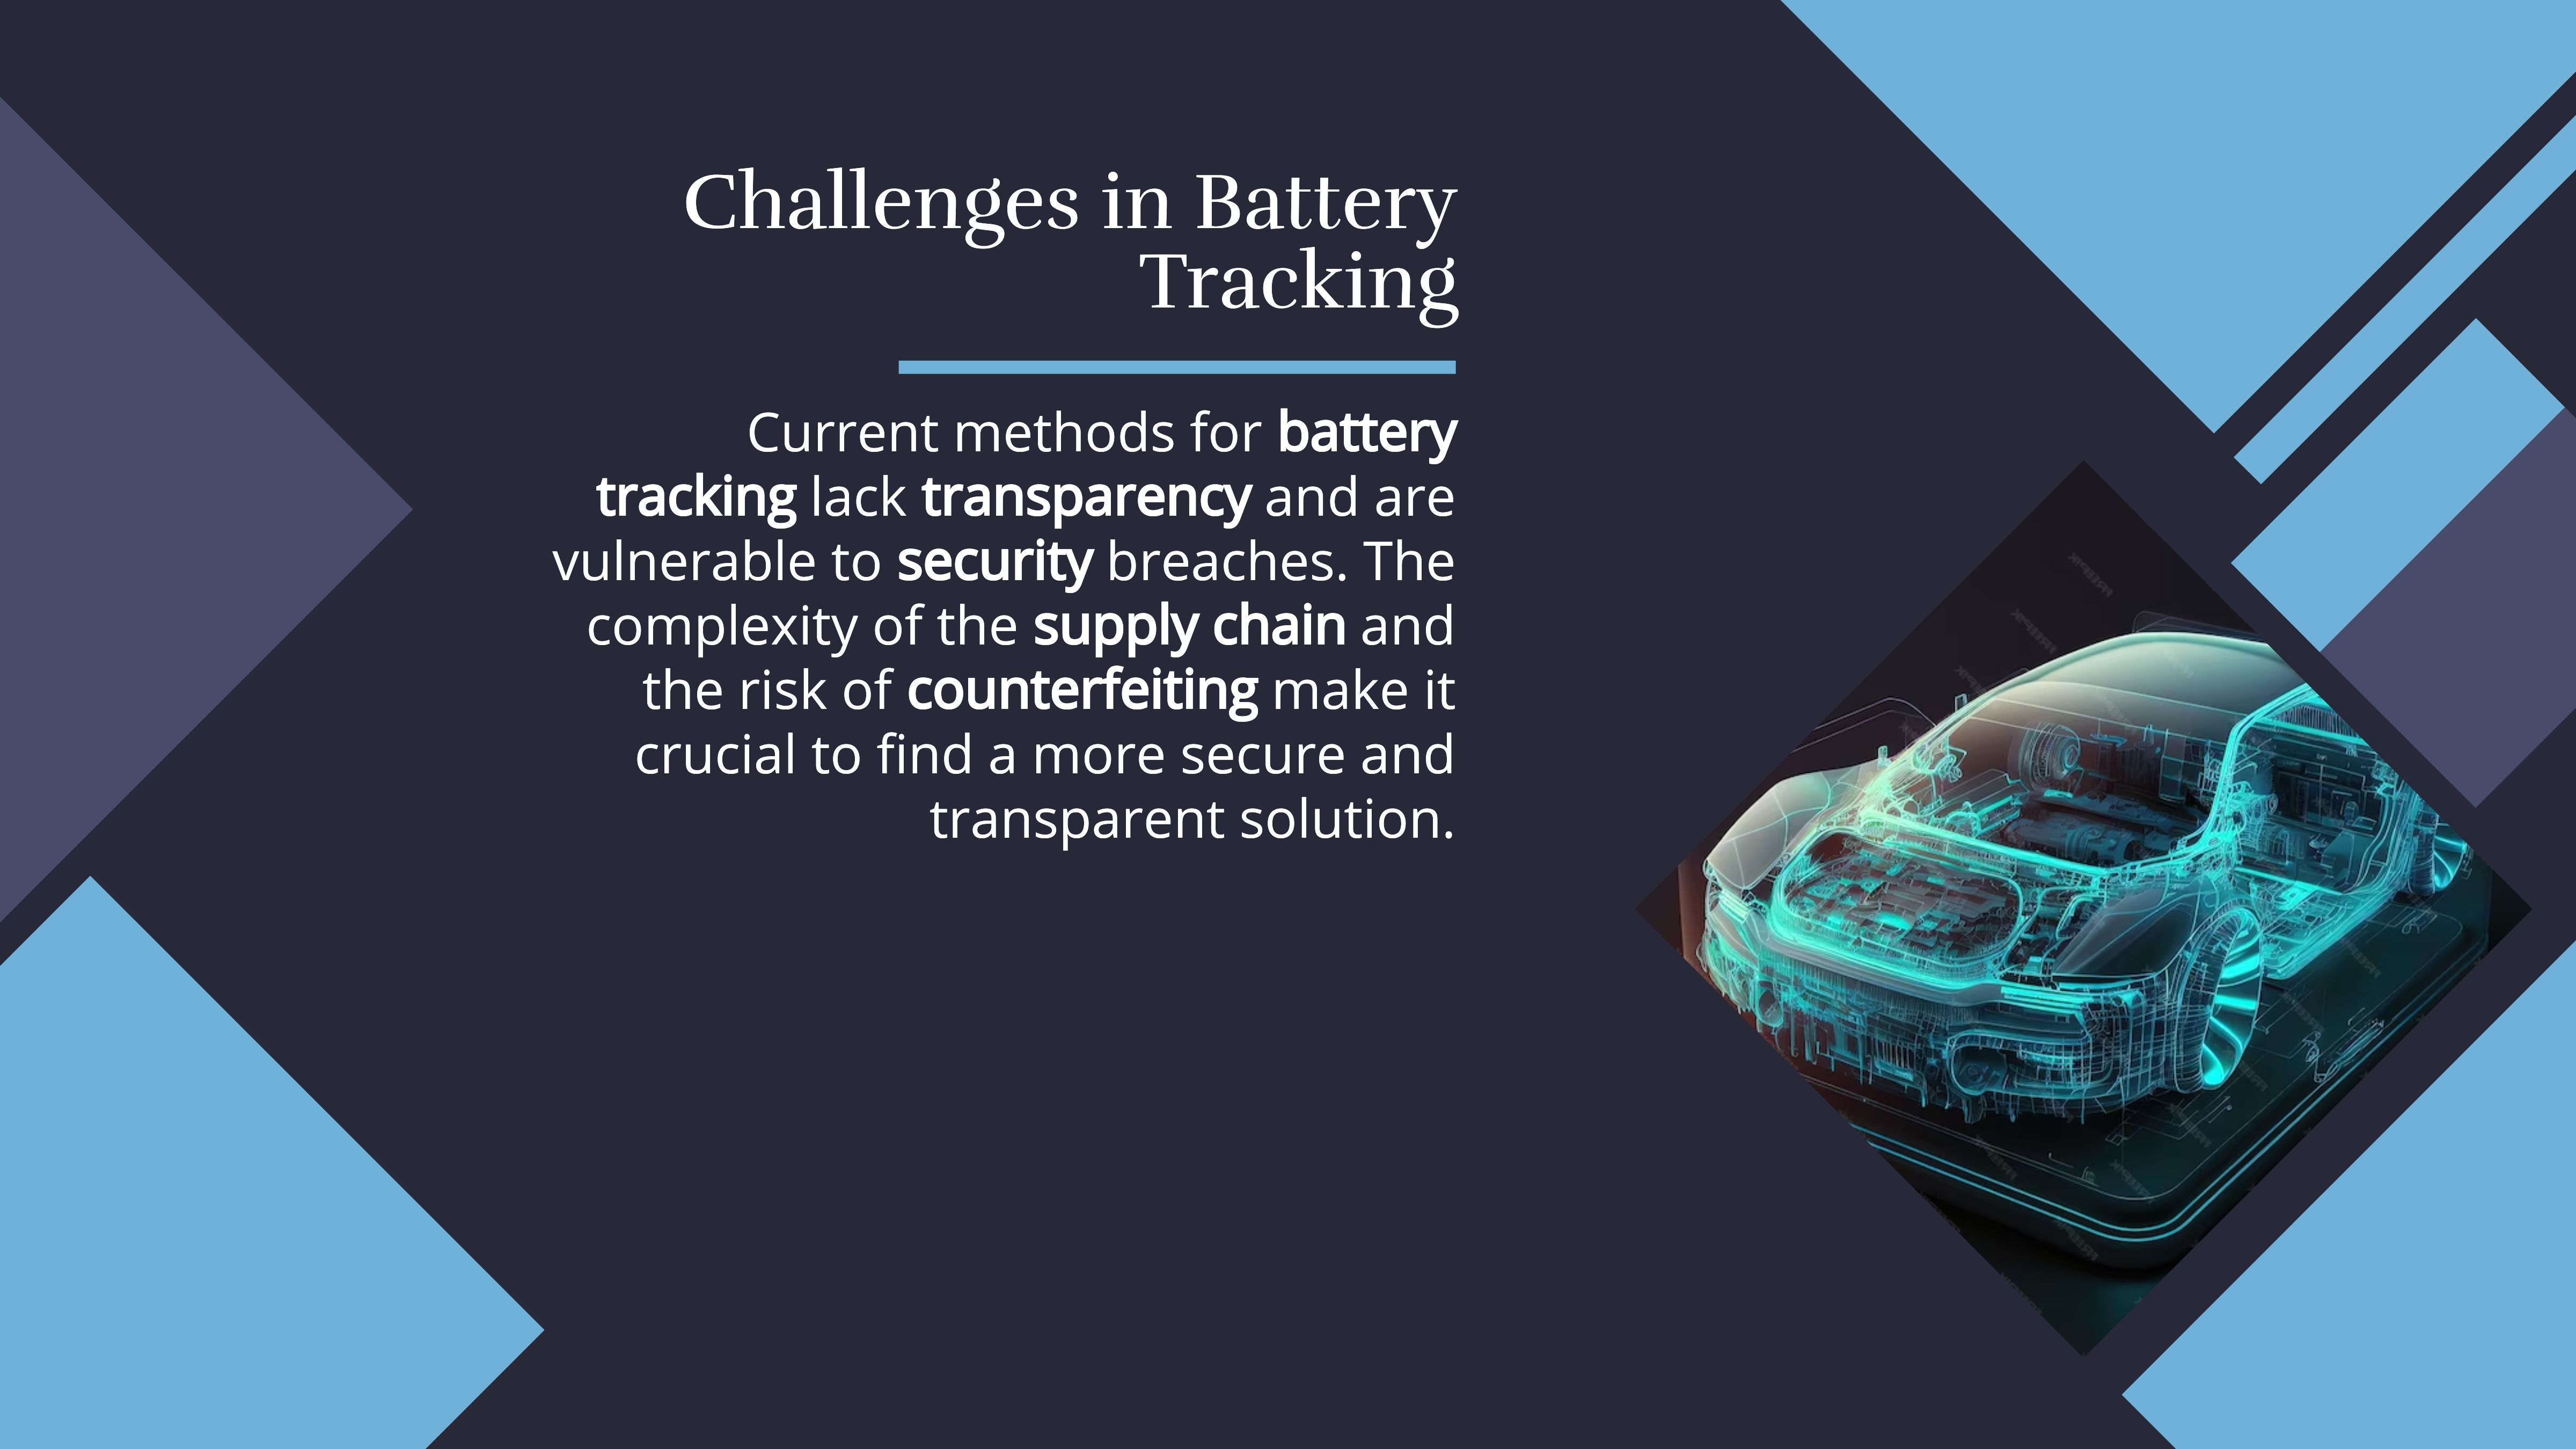 Challenges in Battery
Tracking
Current methods for battery
tracking lack transparency and are
vulnerable to security breaches. The
complexity of the supply chain and
the risk of counterfeiting make it
crucial to find a more secure and
transparent solution.